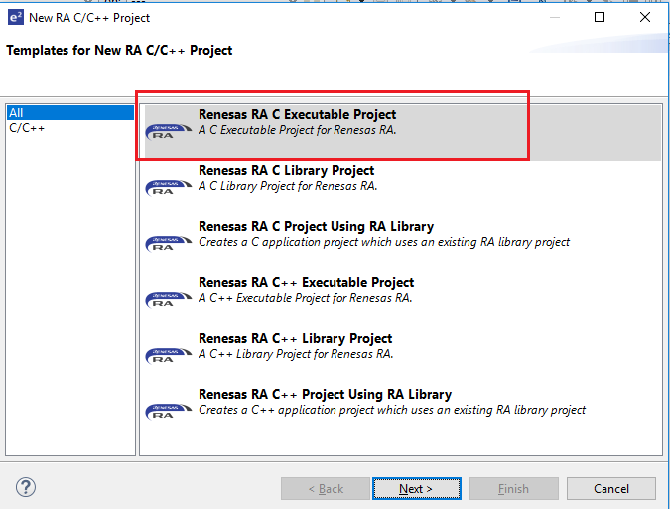 e² New RA C/C++ Project
Templates for New RA C/C++ Project
All
C/C++
Renesas RA C Executable Project
A C Executable Project for Renesas RA.
RENESAS
RA
Renesas RA C Library Project
A C Library Project for Renesas RA.
RENESAS
RA
Renesas RA C Project Using RA Library
Creates a C application project which uses an existing RA library project
RENESAS
RA
Renesas RA C++ Executable Project
A C++ Executable Project for Renesas RA.
RENESAS
RA
Renesas RA C++ Library Project
A C++ Library Project for Renesas RA.
RENESAS
RA
Renesas RA C++ Project Using RA Library
Creates a C++ application project which uses an existing RA library project
RENESAS
RA
?
< Back
Next >
Finish
Cancel